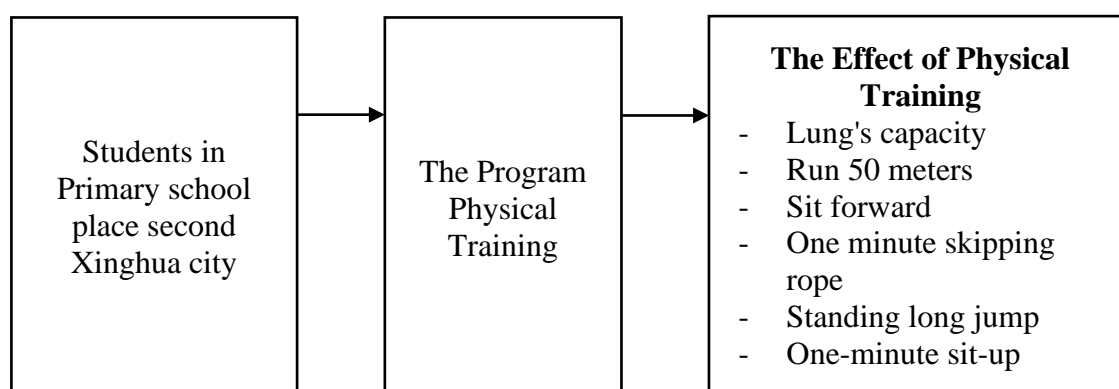 Students in
Primary school
place second
Xinghua city
The Program
Physical
Training
The Effect of Physical
Training
- Lung's capacity
- Run 50 meters
- Sit forward
- One minute skipping
rope
- Standing long jump
- One-minute sit-up